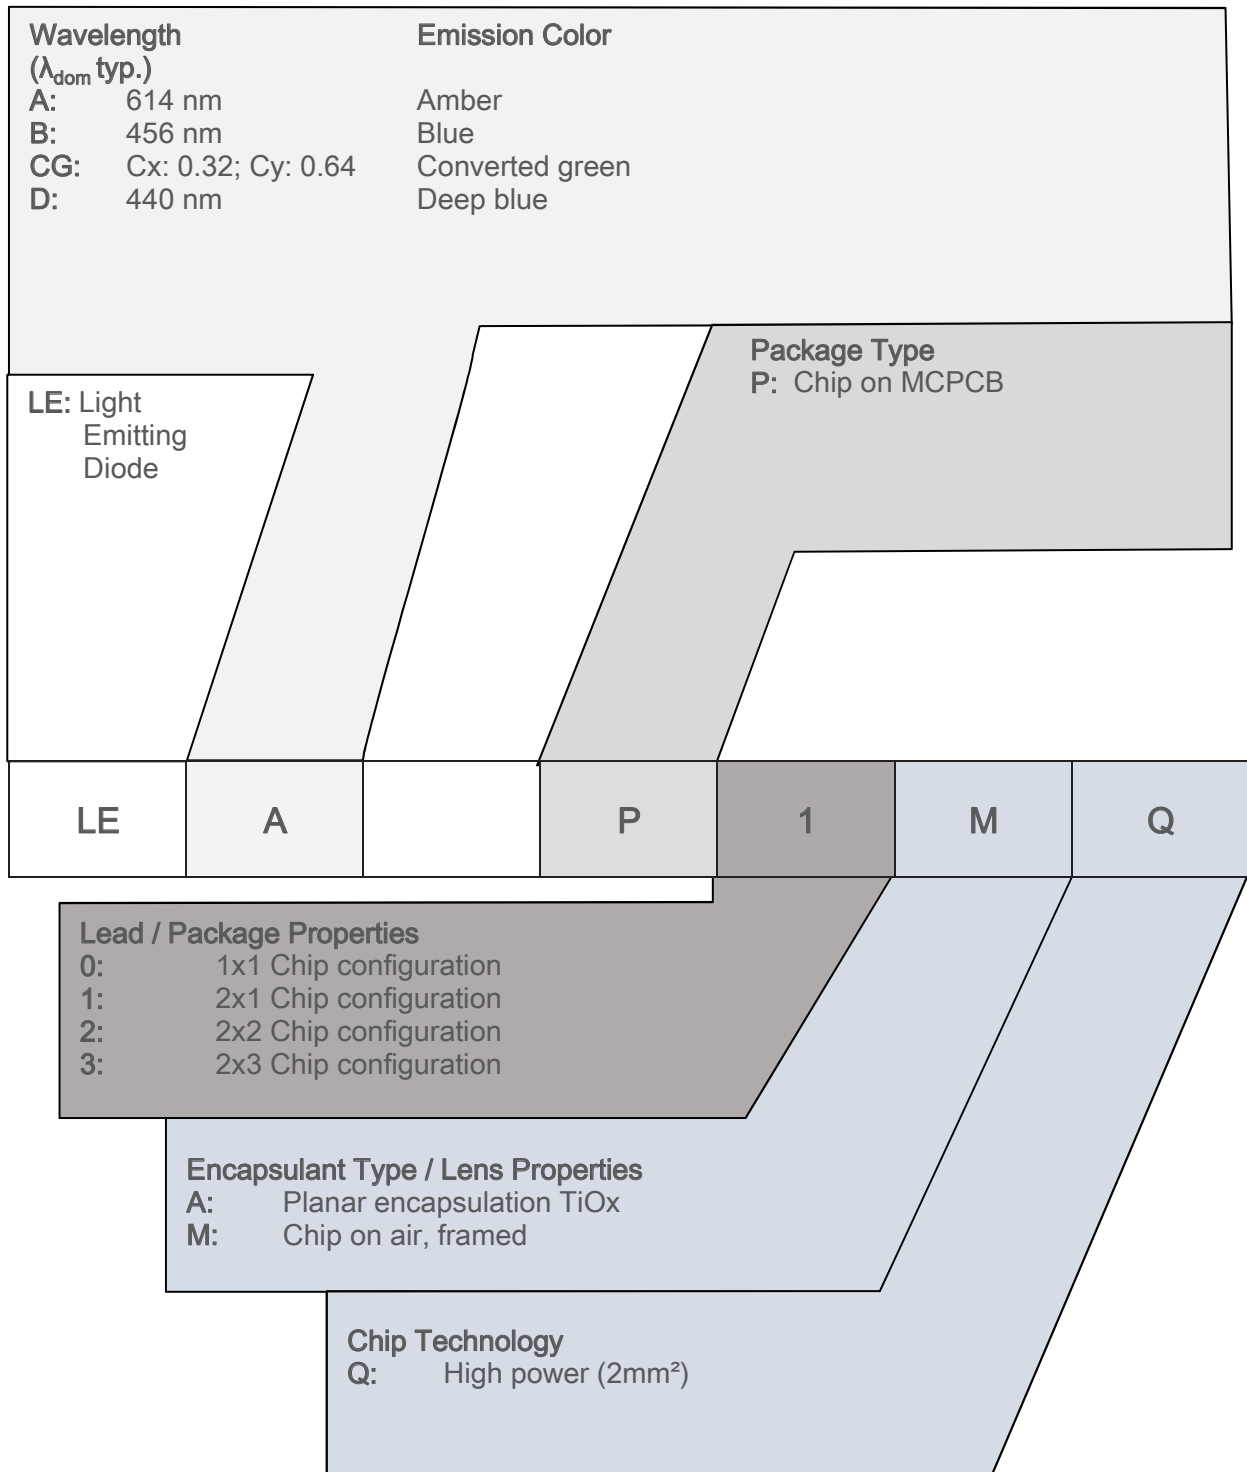 Wavelength Emission Color
(λdom typ.)
A: 614 nm Amber
B: 456 nm Blue
CG: Cx: 0.32; Cy: 0.64 Converted green
D: 440 nm Deep blue
Package Type
P: Chip on MCPCB
LE: Light
Emitting
Diode
LE A P 1 M Q
Lead / Package Properties
0: 1x1 Chip configuration
1: 2x1 Chip configuration
2: 2x2 Chip configuration
3: 2x3 Chip configuration
Encapsulant Type / Lens Properties
A: Planar encapsulation TiOx
M: Chip on air, framed
Chip Technology
Q: High power (2mm²)